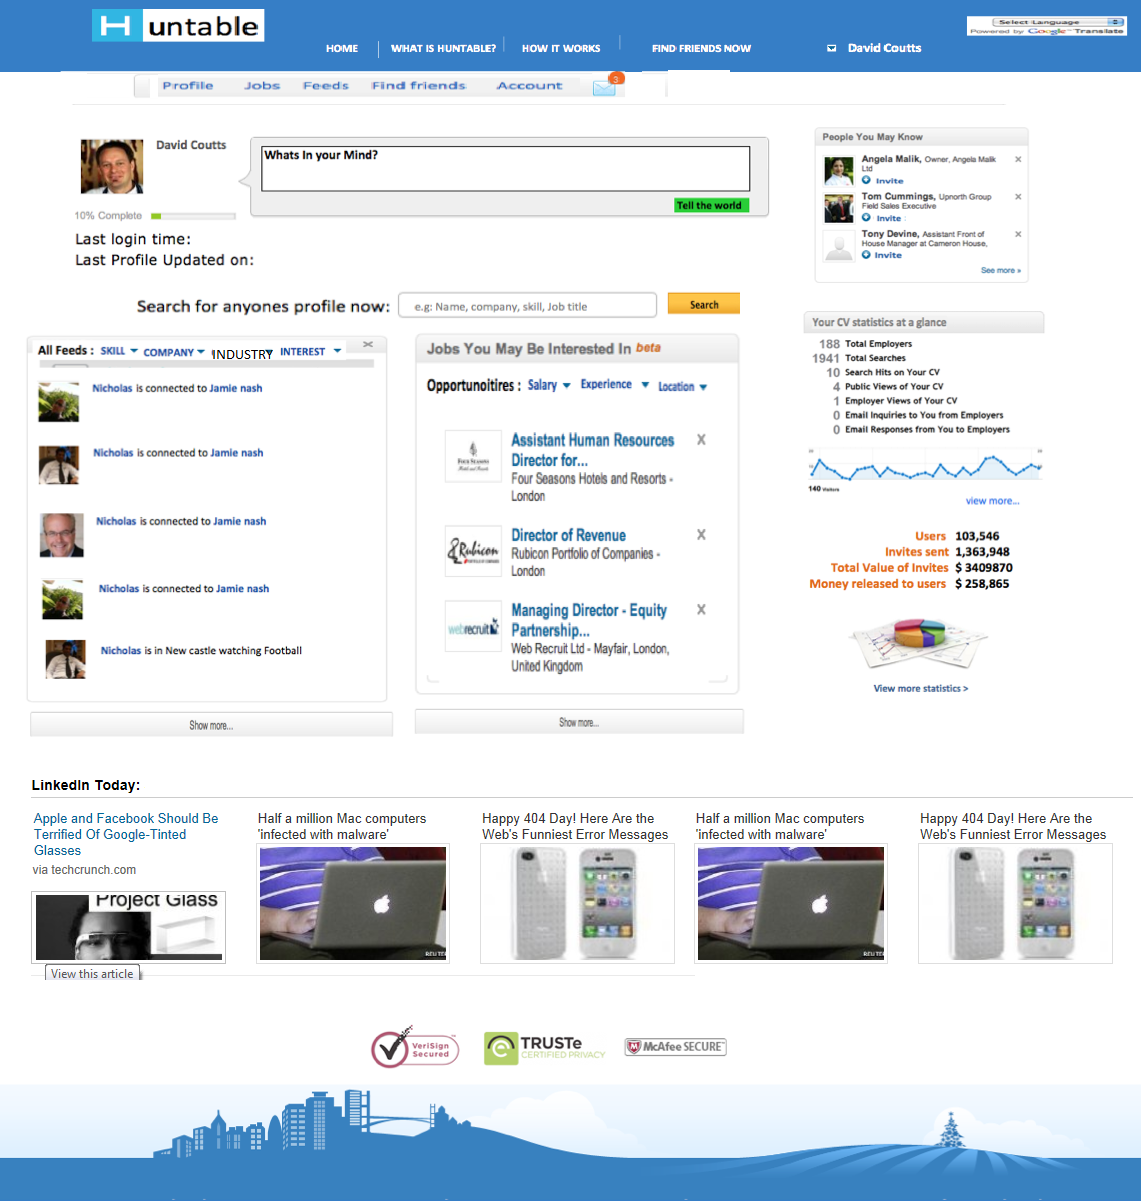 H untable
Select Language
Powered by Google Translate
HOME
WHAT IS HUNTABLE?
HOW IT WORKS
FIND FRIENDS NOW
David Coutts
Profile
Jobs
Feeds
Find friends
Account
3
David Coutts
Whats In your Mind?
Tell the world
10% Complete
Last login time:
Last Profile Updated on:
People You May Know
Angela Malik, Owner, Angela Malik
Ltd
Invite
Tom Cummings, Upnorth Group
Field Sales Executive
Invite
Tony Devine, Assistant Front of
House Manager at Cameron House,
Invite
See more »
Search for anyones profile now:
e.g: Name, company, skill, Job title
Search
All Feeds :
SKILL
COMPANY
INDUSTRY
INTEREST
Nicholas is connected to Jamie nash
Nicholas is connected to Jamie nash
Nicholas is connected to Jamie nash
Nicholas is connected to Jamie nash
Nicholas is in New castle watching Football
Show more...
Jobs You May Be Interested In beta
Opportunoitires :
Salary
Experience
Location
FOUR SEASONS
Hotels and Resorts
Assistant Human Resources
Director for...
Four Seasons Hotels and Resorts -
London
Rubicon
Director of Revenue
Rubicon Portfolio of Companies -
London
webrecruit
Managing Director - Equity
Partnership...
Web Recruit Ltd - Mayfair, London,
United Kingdom
Show more...
Your CV statistics at a glance
188 Total Employers
1941 Total Searches
10 Search Hits on Your CV
4 Public Views of Your CV
1 Employer Views of Your CV
0 Email Inquiries to You from Employers
0 Email Responses from You to Employers
140 Visitors
view more...
Users 103,546
Invites sent 1,363,948
Total Value of Invites $ 3409870
Money released to users $ 258,865
View more statistics >
LinkedIn Today:
Apple and Facebook Should Be
Terrified Of Google-Tinted
Glasses
via techcrunch.com
Project Glass
View this article
Half a million Mac computers
'infected with malware'
REUTER
Happy 404 Day! Here Are the
Web's Funniest Error Messages
Half a million Mac computers
'infected with malware'
REUTER
Happy 404 Day! Here Are the
Web's Funniest Error Messages
VeriSign
Secured
TRUSTe
CERTIFIED PRIVACY
McAfee SECURE